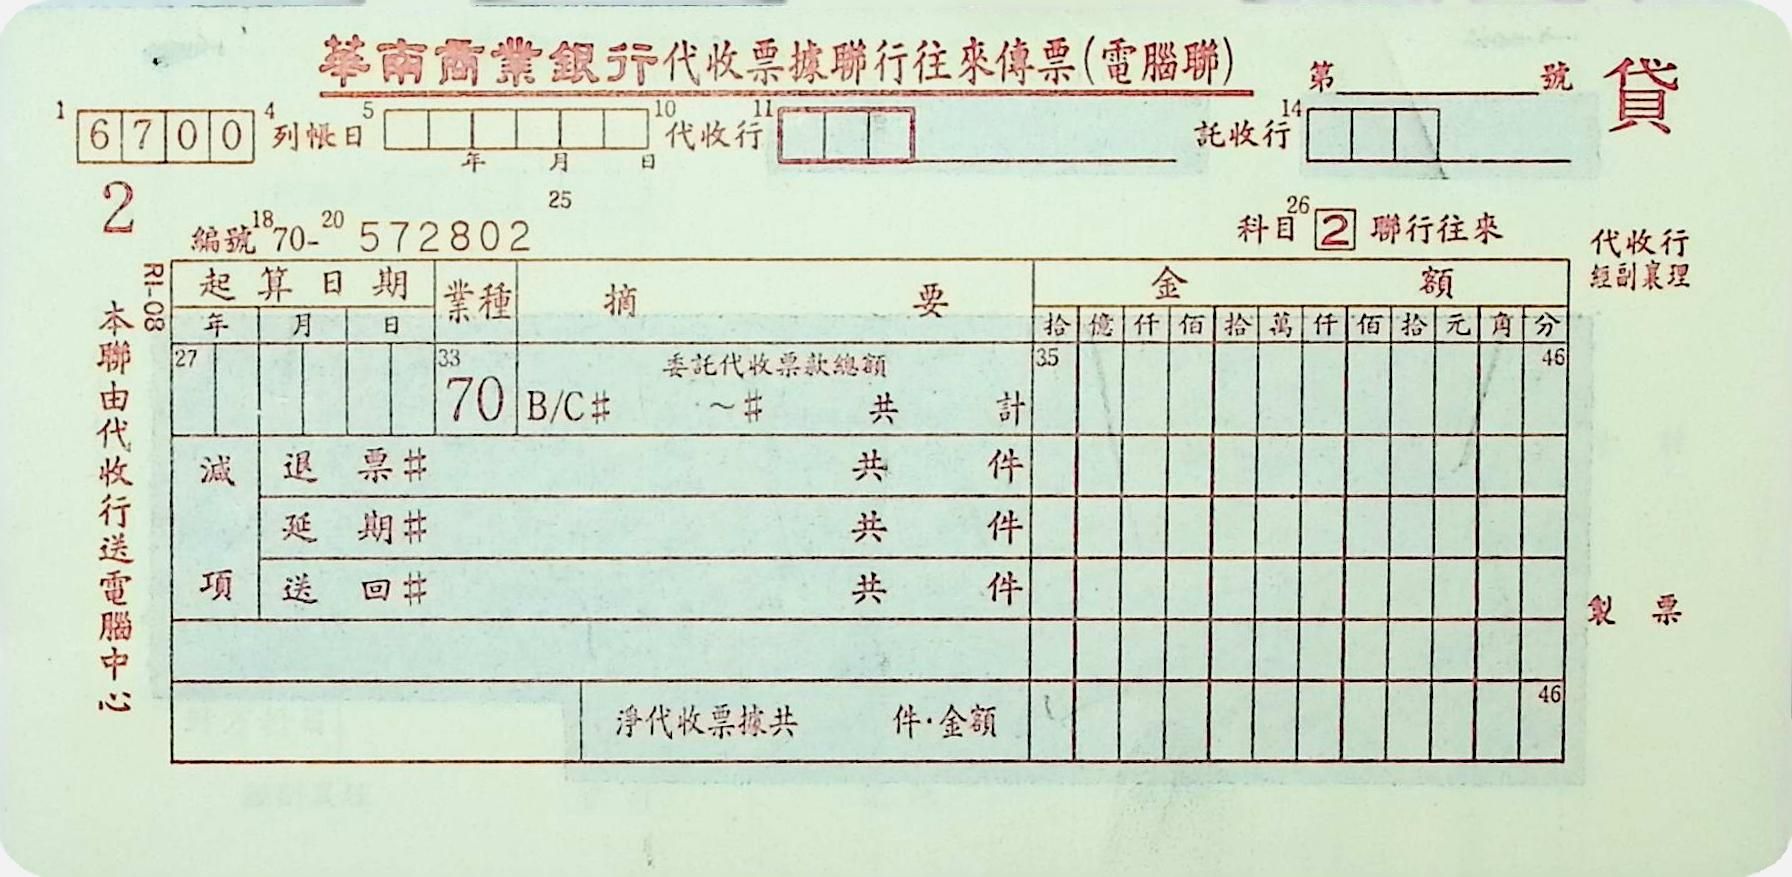 華南商業銀行代收票據聯行往來傳票(電腦聯)
第 號
貸
1 6700 4 列帳日 5 10 代收行 11 託收行 14
年 月 日
2
25
編號 18 70- 20 572802
科目 26 2 聯行往來
代收行
經副襄理
RI-08
本聯由代收行送電腦中心
起算日期 業種 摘要 金額
年 月 日 拾 億 仟 佰 拾 萬 仟 佰 拾 元 角 分
27 33 委託代收票款總額 35 46
70 B/C# ～# 共 計
減項
退票# 共 件
延期# 共 件
送回# 共 件
製票
46
淨代收票據共 件·金額